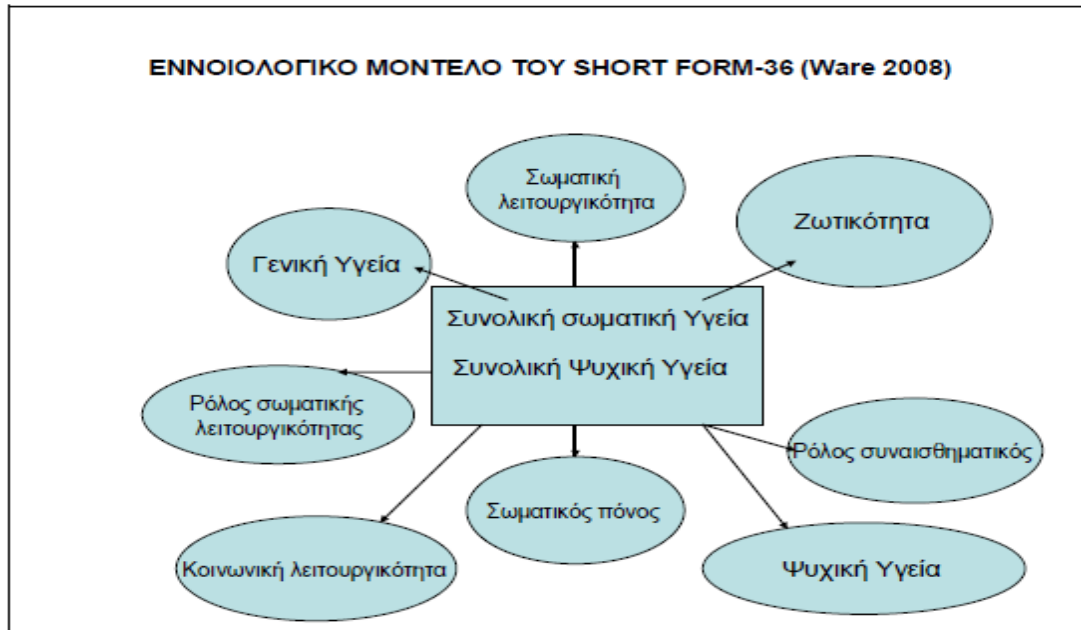 ΕΝΝΟΙΟΛΟΓΙΚΟ ΜΟΝΤΕΛΟ ΤΟΥ SHORT FORM-36 (Ware 2008)
Σωματική
λειτουργικότητα
Ζωτικότητα
Γενική Υγεία
Συνολική σωματική Υγεία
Συνολική Ψυχική Υγεία
Ρόλος σωματικής
λειτουργικότητας
Ρόλος συναισθηματικός
Σωματικός πόνος
Κοινωνική λειτουργικότητα
Ψυχική Υγεία